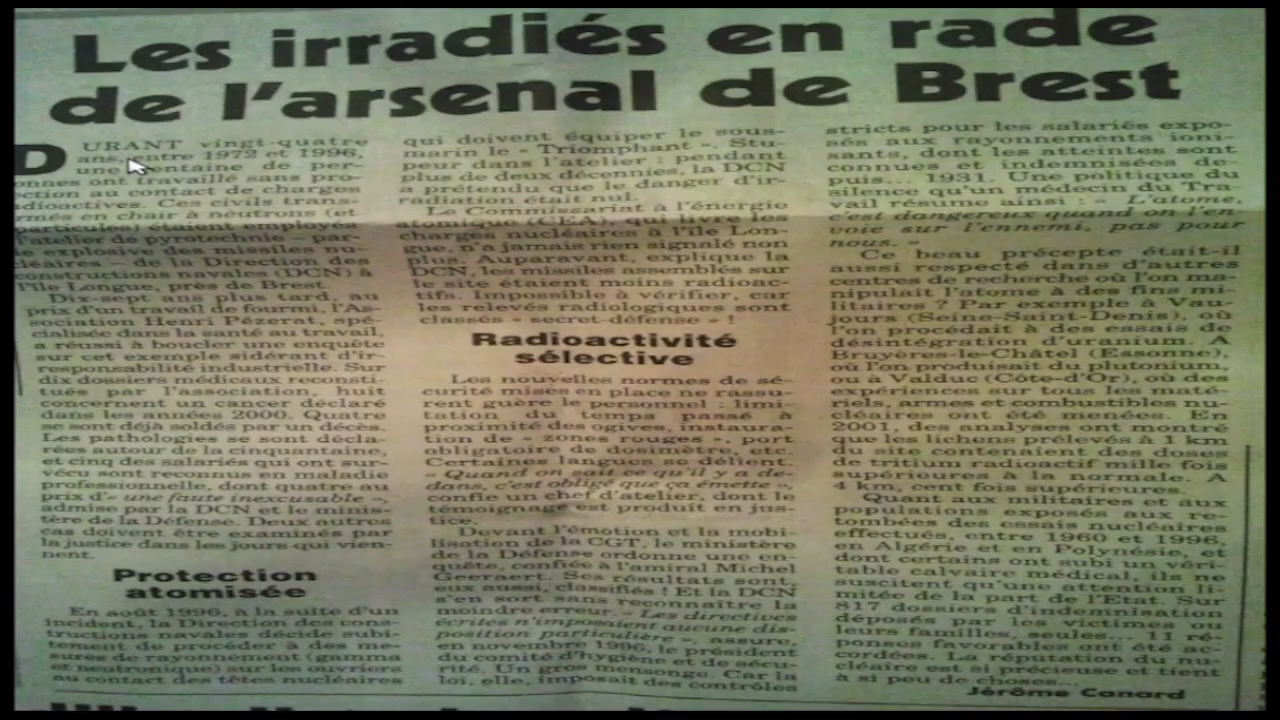 Les irradiés en rade
de l'arsenal de Brest
DURANT vingt-quatre
ans, entre 1972 et 1996,
une centaine de per-
onnes ont travaillé sans pro-
ection au contact de charges
adioactives. Ces civils trans-
rmés en chair à neutrons (et
particules) étaient employés
l'atelier de pyrotechnie – par-
ie explosive des missiles nu-
cléaires – de la Direction des
constructions navales (DCN) à
l'île Longue, près de Brest.
Dix-sept ans plus tard, au
prix d'un travail de fourmi, l'As-
sociation Henri Pézerat, spé-
cialisée dans la santé au travail,
a réussi à boucler une enquête
sur cet exemple sidérant d'ir-
responsabilité industrielle. Sur
dix dossiers médicaux reconsti-
tués par l'association, huit
concernent un cancer déclaré
dans les années 2000. Quatre
se sont déjà soldés par un décès.
Les pathologies se sont décla-
rées autour de la cinquantaine,
et cinq des salariés qui ont sur-
vécu sont reconnus en maladie
professionnelle, dont quatre au
prix d'« une faute inexcusable »,
admise par la DCN et le minis-
tère de la Défense. Deux autres
cas doivent être examinés par
la justice dans les jours qui vien-
nent.
Protection
atomisée
En août 1996, à la suite d'un
incident, la Direction des cons-
tructions navales décide subi-
tement de procéder à des me-
sures de rayonnement (gamma
et neutronique) sur les ouvriers
au contact des têtes nucléaires
qui doivent équiper le sous-
marin le « Triomphant ». Stu-
peur dans l'atelier : pendant
plus de deux décennies, la DCN
a prétendu que le danger d'ir-
radiation était nul.
Le Commissariat à l'énergie
atomique (CEA), qui livre les
charges nucléaires à l'île Lon-
gue, n'a jamais rien signalé non
plus. Auparavant, explique la
DCN, les missiles assemblés sur
le site étaient moins radioac-
tifs. Impossible à vérifier, car
les relevés radiologiques sont
classés « secret-défense » !
Radioactivité
sélective
Les nouvelles normes de sé-
curité mises en place ne rassu-
rent guère le personnel : limi-
tation du temps passé à
proximité des ogives, instaura-
tion de « zones rouges », port
obligatoire de dosimètre, etc.
Certaines langues se délient.
« Quand on sait ce qu'il y a de-
dans, c'est obligé que ça émette »,
confie un chef d'atelier, dont le
témoignage est produit en jus-
tice.
Devant l'émotion et la mobi-
lisation de la CGT, le ministère
de la Défense ordonne une en-
quête, confiée à l'amiral Michel
Geeraert. Ses résultats sont,
eux aussi, classifiés ! Et la DCN
s'en sort sans reconnaître la
moindre erreur. « Les directives
écrites n'imposaient aucune dis-
position particulière », assure,
en novembre 1996, le président
du comité d'hygiène et de sécu-
rité. Un gros mensonge. Car la
loi, elle, imposait des contrôles
stricts pour les salariés expo-
sés aux rayonnements ioni-
sants, dont les atteintes sont
connues et indemnisées de-
puis... 1931. Une politique du
silence qu'un médecin du Tra-
vail résume ainsi : « L'atome,
c'est dangereux quand on l'en-
voie sur l'ennemi, pas pour
nous. »
Ce beau précepte était-il
aussi respecté dans d'autres
centres de recherche où l'on ma-
nipulait l'atome à des fins mi-
litaires ? Par exemple à Vau-
jours (Seine-Saint-Denis), où
l'on procédait à des essais de
désintégration d'uranium. A
Bruyères-le-Châtel (Essonne),
où l'on produisait du plutonium,
ou à Valduc (Côte-d'Or), où des
expériences sur tous les maté-
riels, armes et combustibles nu-
cléaires ont été menées. En
2001, des analyses ont montré
que les lichens prélevés à 1 km
du site contenaient des doses
de tritium radioactif mille fois
supérieures à la normale. A
4 km, cent fois supérieures.
Quant aux militaires et aux
populations exposés aux re-
tombées des essais nucléaires
effectués, entre 1960 et 1996,
en Algérie et en Polynésie, et
dont certains ont subi un véri-
table calvaire médical, ils ne
suscitent qu'une attention li-
mitée de la part de l'Etat. Sur
817 dossiers d'indemnisation
déposés par les victimes ou
leurs familles, seules... 11 ré-
ponses favorables ont été ac-
cordées. La réputation du nu-
cléaire est si précieuse et tient
à si peu de choses...
Jérôme Canard